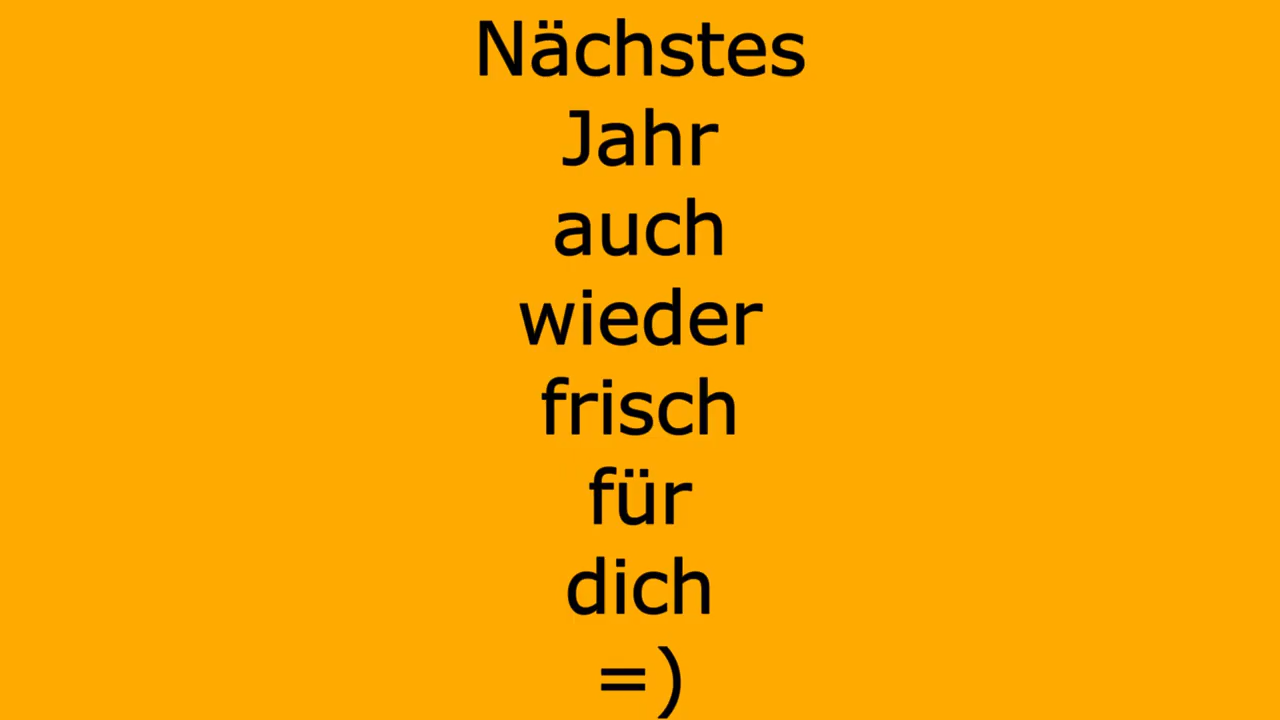 Nächstes
Jahr
auch
wieder
frisch
für
dich
=)